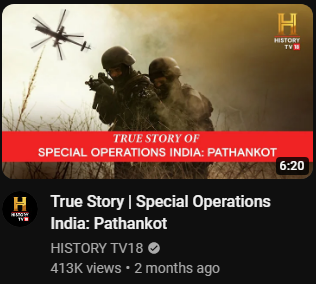 H
HISTORY
TV18
TRUE STORY OF
SPECIAL OPERATIONS INDIA: PATHANKOT
6:20
True Story | Special Operations
India: Pathankot
H
HISTORY
TV18
HISTORY TV18
413K views • 2 months ago